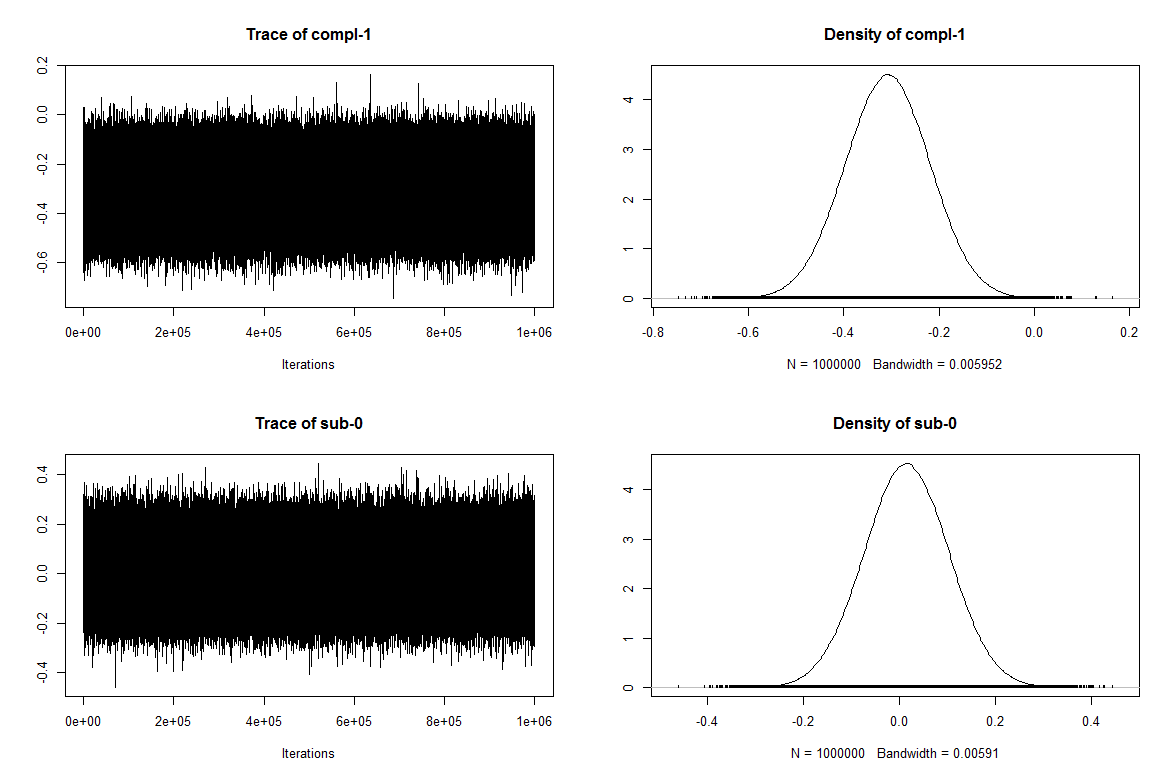 Trace of compl-1
0.2
0.0
-0.2
-0.4
-0.6
0e+00 2e+05 4e+05 6e+05 8e+05 1e+06
Iterations
Density of compl-1
4
3
2
1
0
-0.8 -0.6 -0.4 -0.2 0.0 0.2
N = 1000000 Bandwidth = 0.005952
Trace of sub-0
0.4
0.2
0.0
-0.2
-0.4
0e+00 2e+05 4e+05 6e+05 8e+05 1e+06
Iterations
Density of sub-0
4
3
2
1
0
-0.4 -0.2 0.0 0.2 0.4
N = 1000000 Bandwidth = 0.00591